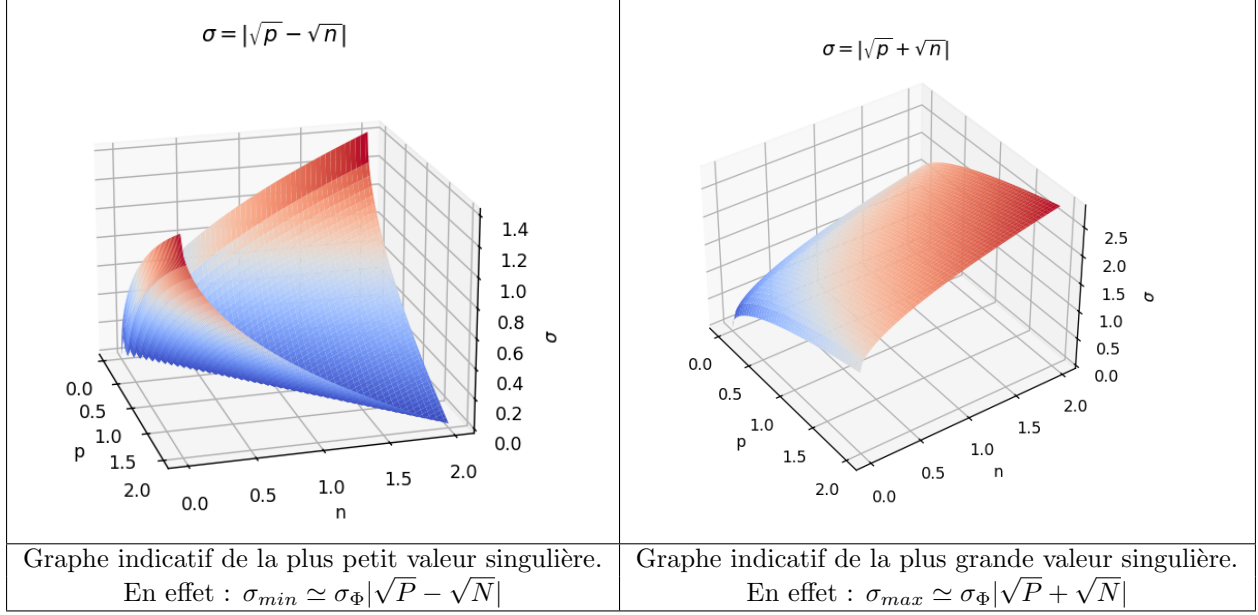 σ = |√p − √n|
1.4
1.2
1.0
0.8
0.6
0.4
0.2
0.0
σ
0.0
0.5
1.0
1.5
2.0
p
0.0
0.5
1.0
1.5
2.0
n
Graphe indicatif de la plus petit valeur singulière.
En effet : σ_min ≃ σ_Φ|√P − √N|
σ = |√p + √n|
2.5
2.0
1.5
1.0
0.5
0.0
σ
0.0
0.5
1.0
1.5
2.0
p
0.0
0.5
1.0
1.5
2.0
n
Graphe indicatif de la plus grande valeur singulière.
En effet : σ_max ≃ σ_Φ|√P + √N|